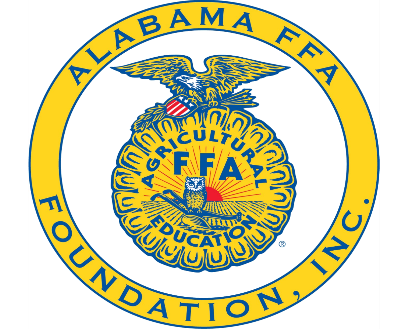 ALABAMA FFA
AGRICULTURAL
FFA
EDUCATION
®
FOUNDATION, INC.